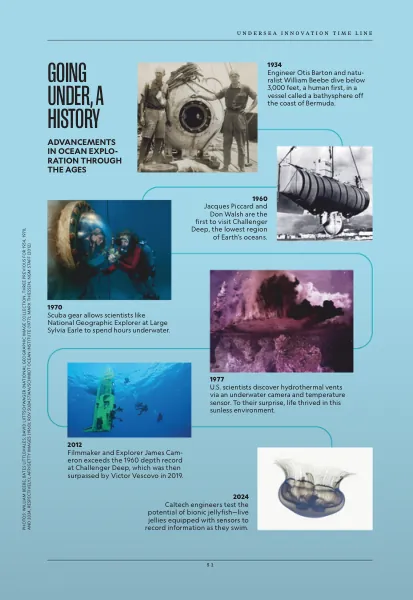 UNDERSEA INNOVATION TIME LINE
GOING
UNDER, A
HISTORY
ADVANCEMENTS
IN OCEAN EXPLO-
RATION THROUGH
THE AGES
1934
Engineer Otis Barton and natu-
ralist William Beebe dive below
3,000 feet, a human first, in a
vessel called a bathysphere off
the coast of Bermuda.
1960
Jacques Piccard and
Don Walsh are the
first to visit Challenger
Deep, the lowest region
of Earth's oceans.
1970
Scuba gear allows scientists like
National Geographic Explorer at Large
Sylvia Earle to spend hours underwater.
1977
U.S. scientists discover hydrothermal vents
via an underwater camera and temperature
sensor. To their surprise, life thrived in this
sunless environment.
2012
Filmmaker and Explorer James Cam-
eron exceeds the 1960 depth record
at Challenger Deep, which was then
surpassed by Victor Vescovo in 2019.
2024
Caltech engineers test the
potential of bionic jellyfish—live
jellies equipped with sensors to
record information as they swim.